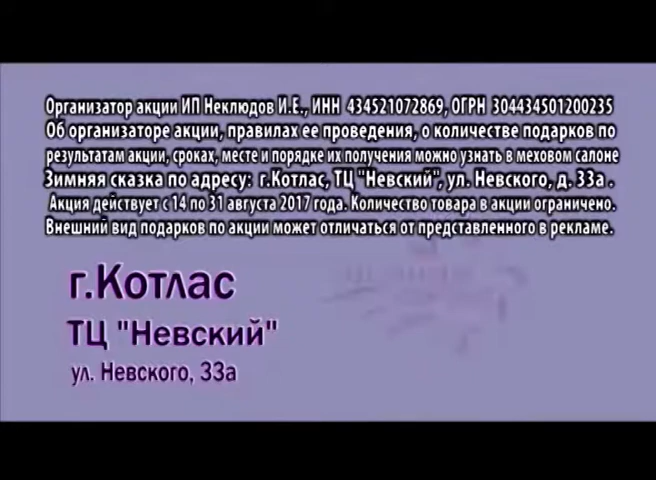 Организатор акции ИП Неклюдов И.Е., ИНН 434521072869, ОГРН 304434501200235
Об организаторе акции, правилах ее проведения, о количестве подарков по
результатам акции, сроках, месте и порядке их получения можно узнать в меховом салоне
Зимняя сказка по адресу: г.Котлас, ТЦ "Невский", ул. Невского, д. 33а .
Акция действует с 14 по 31 августа 2017 года. Количество товара в акции ограничено.
Внешний вид подарков по акции может отличаться от представленного в рекламе.
г.Котлас
ТЦ "Невский"
ул. Невского, 33а